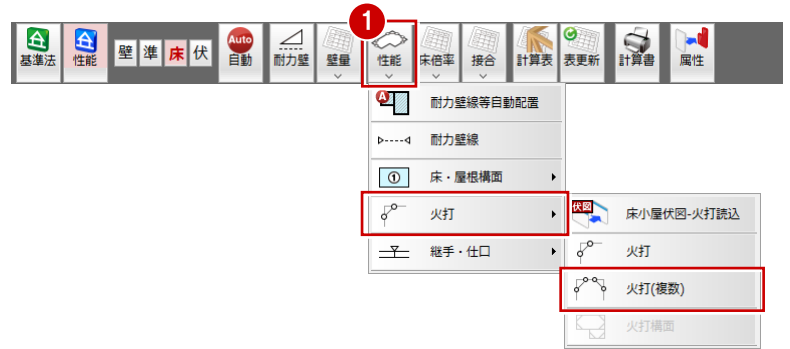 1
基準法 性能 壁 準 床 伏 Auto 自動 耐力壁 壁量 性能 床倍率 接合 計算表 表更新 計算書 属性
A 耐力壁線等自動配置
耐力壁線
① 床・屋根構面
火打
継手・仕口
伏図 床小屋伏図-火打読込
火打
火打(複数)
火打構面